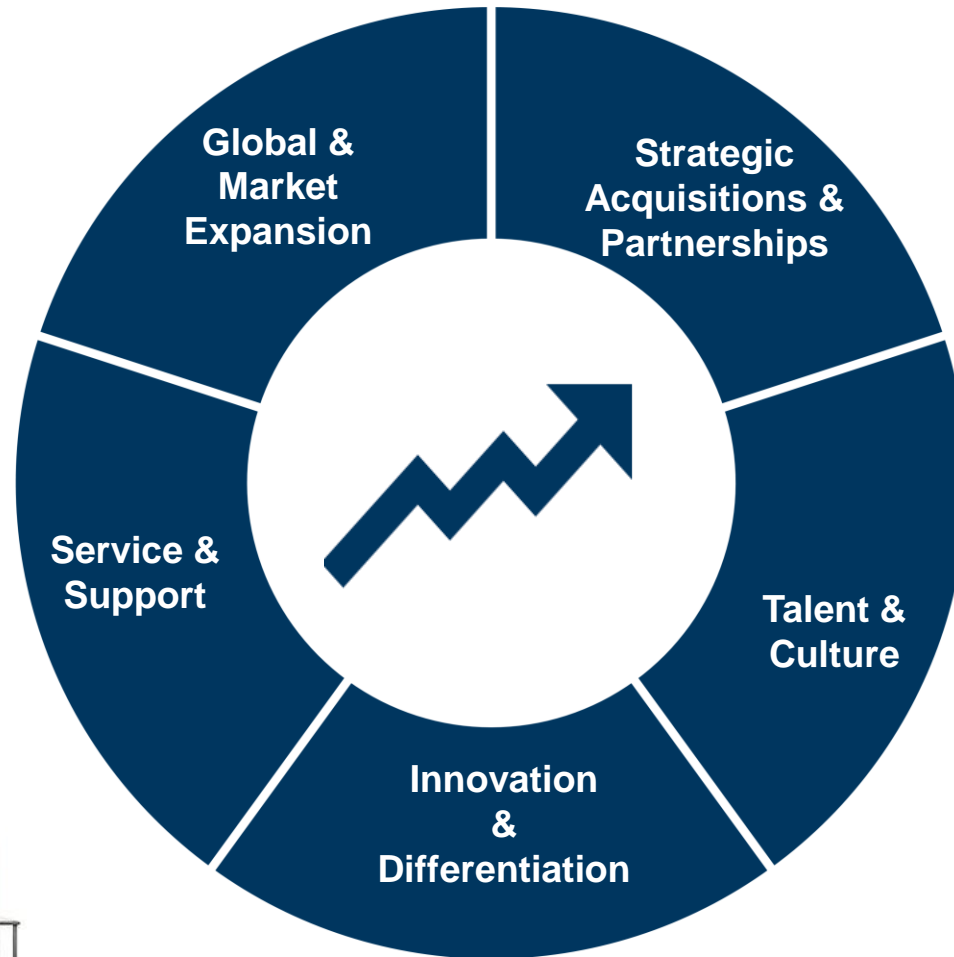 Global &
Market
Expansion
Strategic
Acquisitions &
Partnerships
Service &
Support
Talent &
Culture
Innovation
&
Differentiation